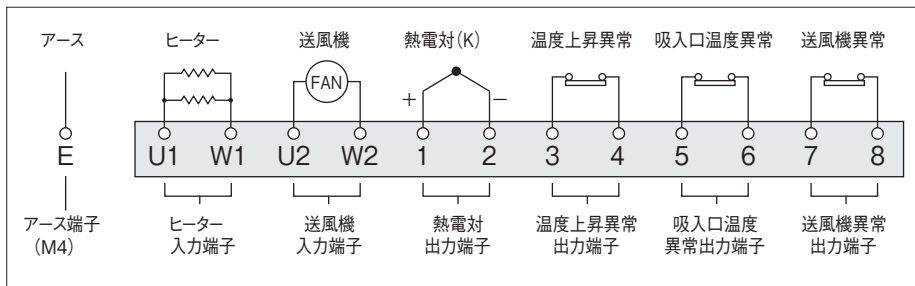 アース ヒーター 送風機 熱電対(K) 温度上昇異常 吸入口温度異常 送風機異常
FAN
+ −
E U1 W1 U2 W2 1 2 3 4 5 6 7 8
アース端子 ヒーター 送風機 熱電対 温度上昇異常 吸入口温度 送風機異常
(M4) 入力端子 入力端子 出力端子 出力端子 異常出力端子 出力端子